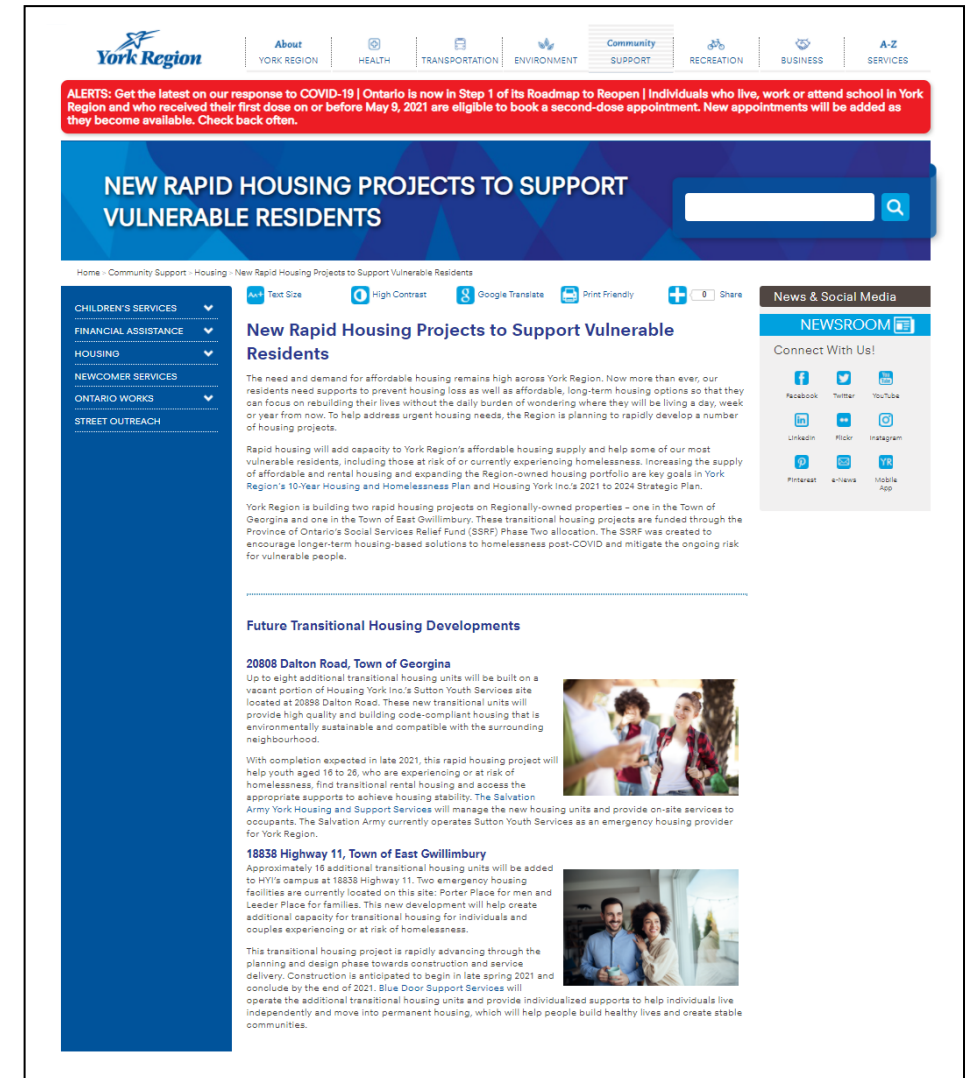 York Region
About
YORK REGION
HEALTH
TRANSPORTATION
ENVIRONMENT
Community
SUPPORT
RECREATION
BUSINESS
A-Z
SERVICES
ALERTS: Get the latest on our response to COVID-19 | Ontario is now in Step 1 of its Roadmap to Reopen | Individuals who live, work or attend school in York
Region and who received their first dose on or before May 9, 2021 are eligible to book a second-dose appointment. New appointments will be added as
they become available. Check back often.
NEW RAPID HOUSING PROJECTS TO SUPPORT
VULNERABLE RESIDENTS
Home > Community Support > Housing > New Rapid Housing Projects to Support Vulnerable Residents
CHILDREN'S SERVICES
FINANCIAL ASSISTANCE
HOUSING
NEWCOMER SERVICES
ONTARIO WORKS
STREET OUTREACH
Text Size
High Contrast
Google Translate
Print Friendly
0 Share
New Rapid Housing Projects to Support Vulnerable
Residents
The need and demand for affordable housing remains high across York Region. Now more than ever, our
residents need supports to prevent housing loss as well as affordable, long-term housing options so that they
can focus on rebuilding their lives without the daily burden of wondering where they will be living a day, week
or year from now. To help address urgent housing needs, the Region is planning to rapidly develop a number
of housing projects.
Rapid housing will add capacity to York Region's affordable housing supply and help some of our most
vulnerable residents, including those at risk of or currently experiencing homelessness. Increasing the supply
of affordable and rental housing and expanding the Region-owned housing portfolio are key goals in York
Region's 10-Year Housing and Homelessness Plan and Housing York Inc.'s 2021 to 2024 Strategic Plan.
York Region is building two rapid housing projects on Regionally-owned properties – one in the Town of
Georgina and one in the Town of East Gwillimbury. These transitional housing projects are funded through the
Province of Ontario's Social Services Relief Fund (SSRF) Phase Two allocation. The SSRF was created to
encourage longer-term housing-based solutions to homelessness post-COVID and mitigate the ongoing risk
for vulnerable people.
Future Transitional Housing Developments
20808 Dalton Road, Town of Georgina
Up to eight additional transitional housing units will be built on a
vacant portion of Housing York Inc.'s Sutton Youth Services site
located at 20898 Dalton Road. These new transitional units will
provide high quality and building code-compliant housing that is
environmentally sustainable and compatible with the surrounding
neighbourhood.
With completion expected in late 2021, this rapid housing project will
help youth aged 16 to 26, who are experiencing or at risk of
homelessness, find transitional rental housing and access the
appropriate supports to achieve housing stability. The Salvation
Army York Housing and Support Services will manage the new housing units and provide on-site services to
occupants. The Salvation Army currently operates Sutton Youth Services as an emergency housing provider
for York Region.
18838 Highway 11, Town of East Gwillimbury
Approximately 16 additional transitional housing units will be added
to HYI's campus at 18838 Highway 11. Two emergency housing
facilities are currently located on this site: Porter Place for men and
Leeder Place for families. This new development will help create
additional capacity for transitional housing for individuals and
couples experiencing or at risk of homelessness.
This transitional housing project is rapidly advancing through the
planning and design phase towards construction and service
delivery. Construction is anticipated to begin in late spring 2021 and
conclude by the end of 2021. Blue Door Support Services will
operate the additional transitional housing units and provide individualized supports to help individuals live
independently and move into permanent housing, which will help people build healthy lives and create stable
communities.
News & Social Media
NEWSROOM
Connect With Us!
Facebook
Twitter
YouTube
LinkedIn
Flickr
Instagram
Pinterest
e-News
YR
Mobile
App